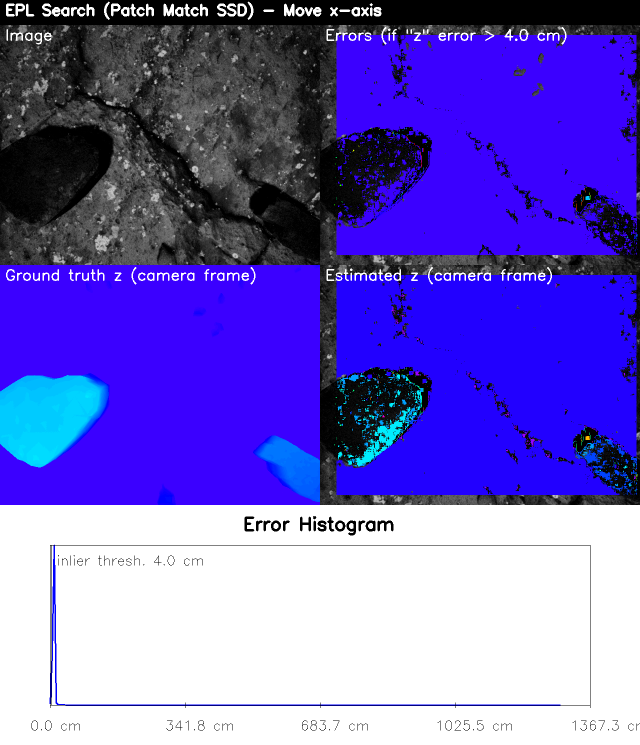 EPL Search (Patch Match SSD) - Move x-axis
Image
Errors (if "z" error > 4.0 cm)
Ground truth z (camera frame)
Estimated z (camera frame)
Error Histogram
inlier thresh. 4.0 cm
0.0 cm
341.8 cm
683.7 cm
1025.5 cm
1367.3 cm